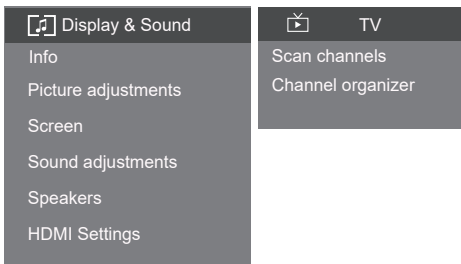 Display & Sound
Info
Picture adjustments
Screen
Sound adjustments
Speakers
HDMI Settings
TV
Scan channels
Channel organizer